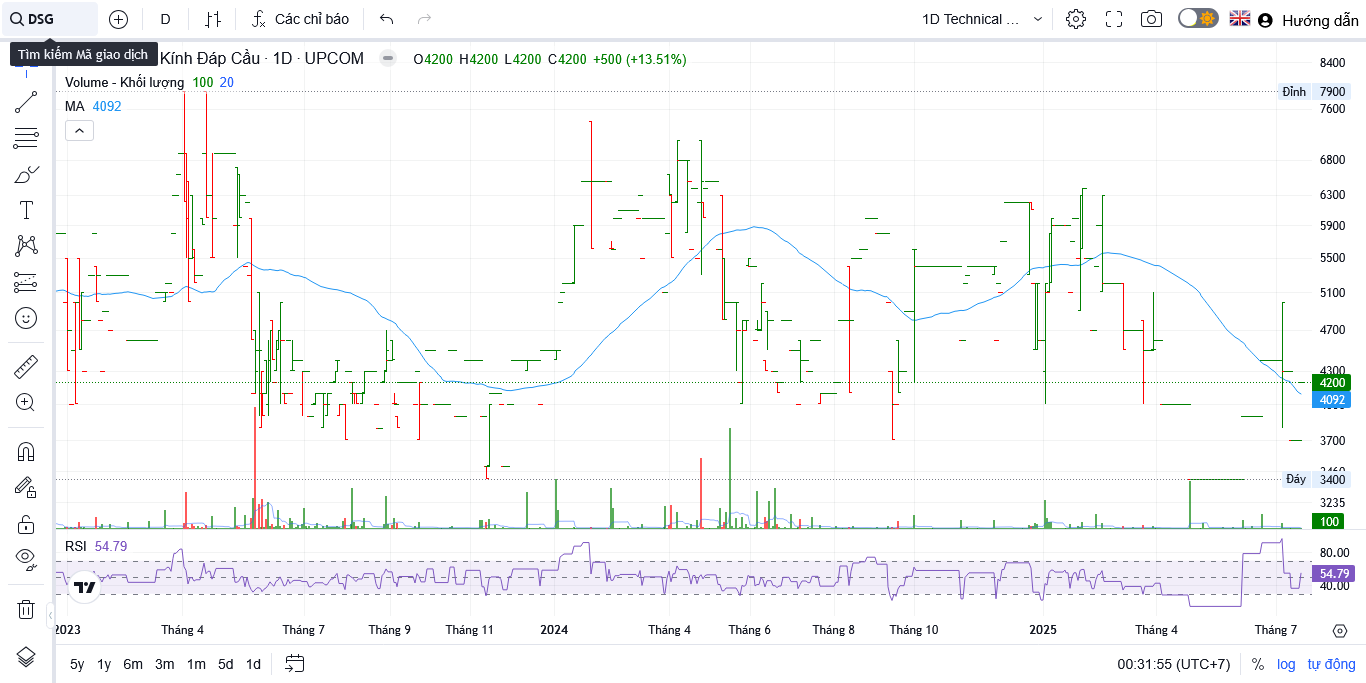 DSG D Các chỉ báo 1D Technical ... Hướng dẫn
Tìm kiếm Mã giao dịch
Kính Đáp Cầu · 1D · UPCOM O4200 H4200 L4200 C4200 +500 (+13.51%)
Volume - Khối lượng 100 20
MA 4092
8400
Đỉnh 7900
7600
6800
6300
5900
5500
5100
4700
4300
4200
4092
3700
3460
Đáy 3400
3235
100
RSI 54.79
80.00
54.79
40.00
2023 Tháng 4 Tháng 7 Tháng 9 Tháng 11 2024 Tháng 4 Tháng 6 Tháng 8 Tháng 10 2025 Tháng 4 Tháng 7
5y 1y 6m 3m 1m 5d 1d 00:31:55 (UTC+7) % log tự động